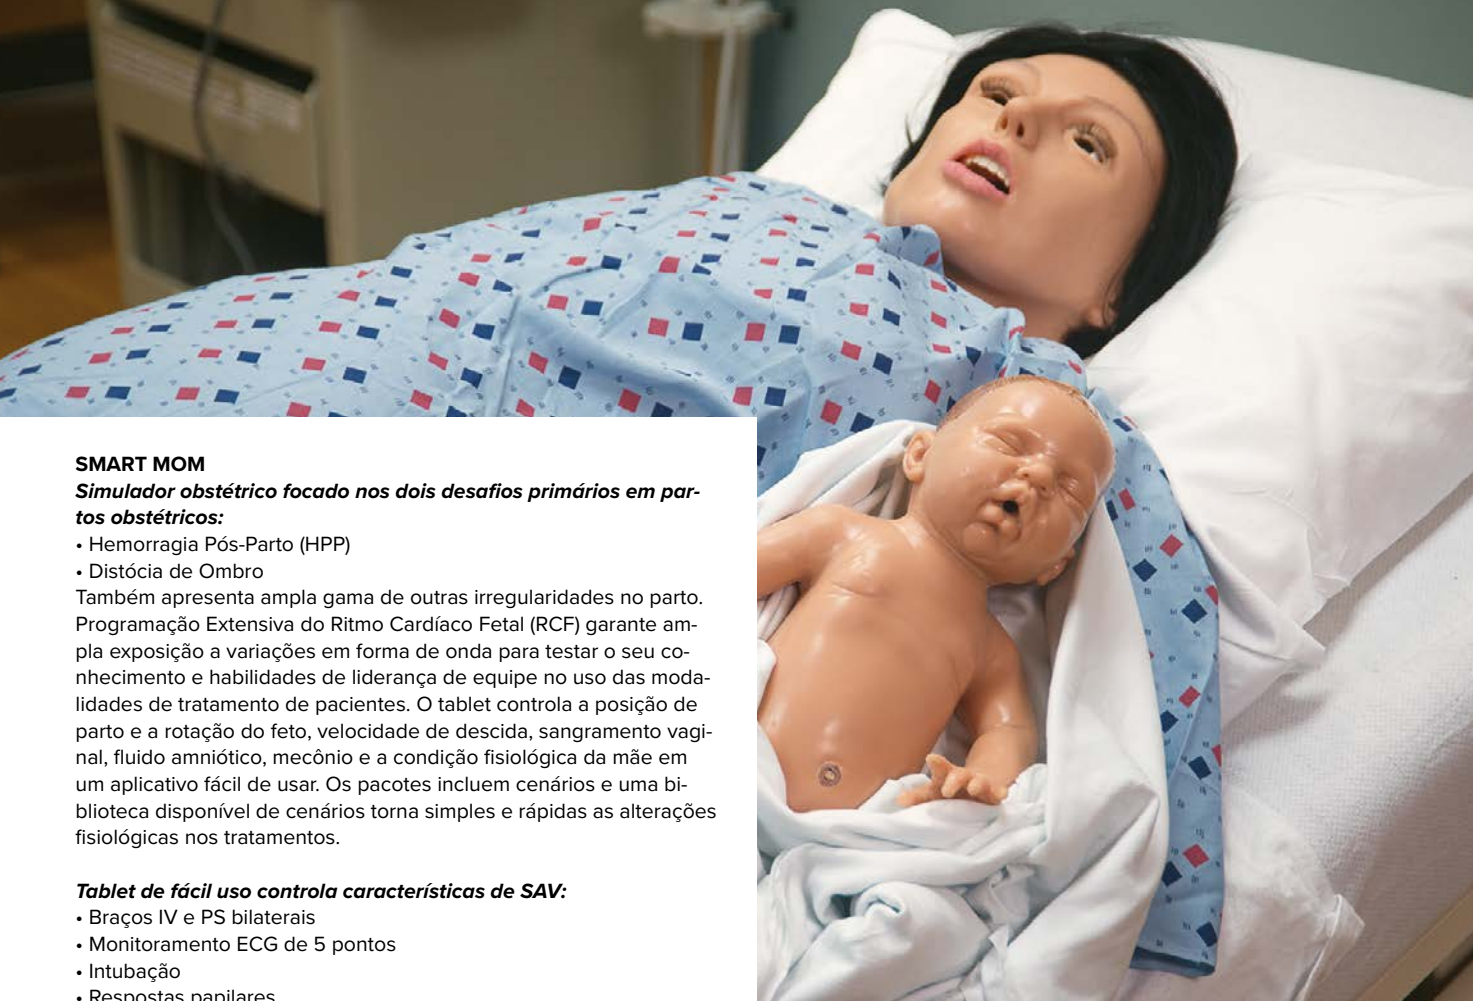 SMART MOM
Simulador obstétrico focado nos dois desafios primários em par-
tos obstétricos:
• Hemorragia Pós-Parto (HPP)
• Distócia de Ombro
Também apresenta ampla gama de outras irregularidades no parto.
Programação Extensiva do Ritmo Cardíaco Fetal (RCF) garante am-
pla exposição a variações em forma de onda para testar o seu co-
nhecimento e habilidades de liderança de equipe no uso das moda-
lidades de tratamento de pacientes. O tablet controla a posição de
parto e a rotação do feto, velocidade de descida, sangramento vagi-
nal, fluido amniótico, mecônio e a condição fisiológica da mãe em
um aplicativo fácil de usar. Os pacotes incluem cenários e uma bi-
blioteca disponível de cenários torna simples e rápidas as alterações
fisiológicas nos tratamentos.
Tablet de fácil uso controla características de SAV:
• Braços IV e PS bilaterais
• Monitoramento ECG de 5 pontos
• Intubação
• Respostas papilares